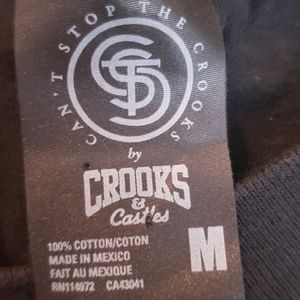 CAN'T STOP THE CROOKS
by
CROOKS
&
Castles
100% COTTON/COTON
MADE IN MEXICO
FAIT AU MEXIQUE
RN114972 CA43041
M